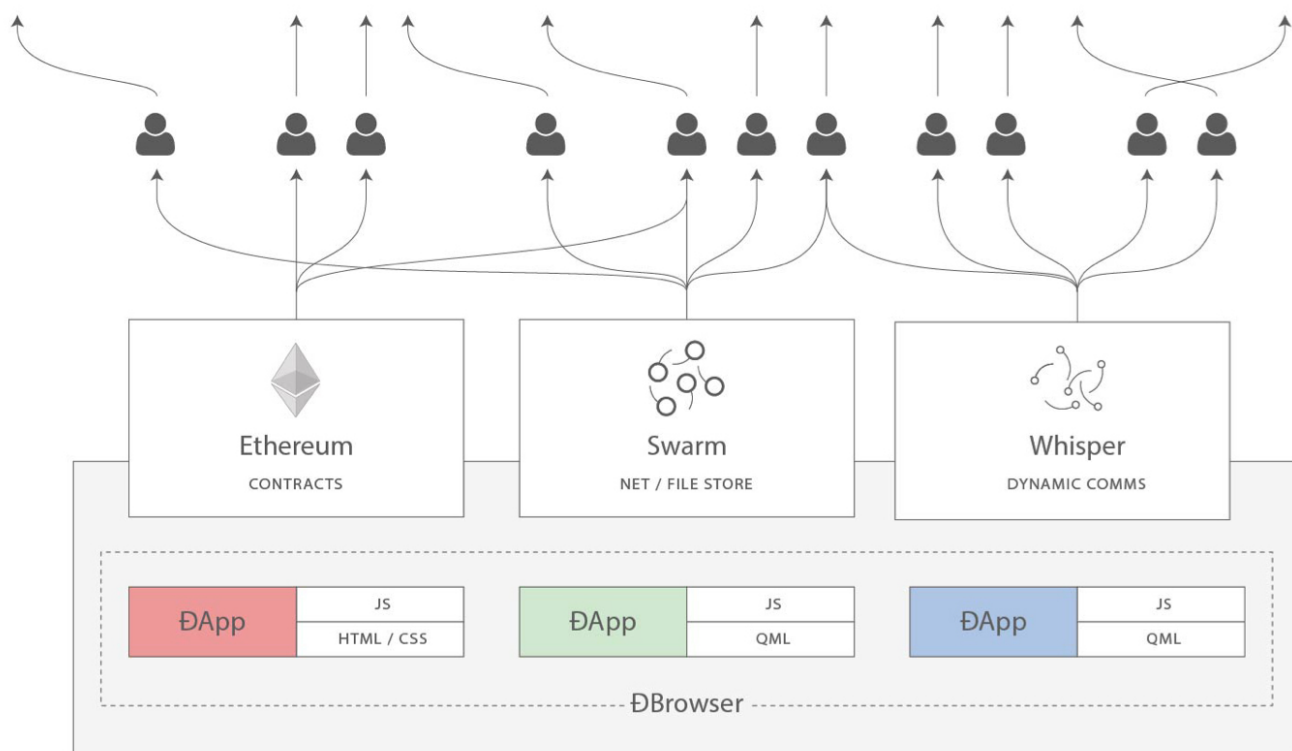 Ethereum
CONTRACTS
Swarm
NET / FILE STORE
Whisper
DYNAMIC COMMS
ĐApp
JS
HTML / CSS
ĐApp
JS
QML
ĐApp
JS
QML
ĐBrowser